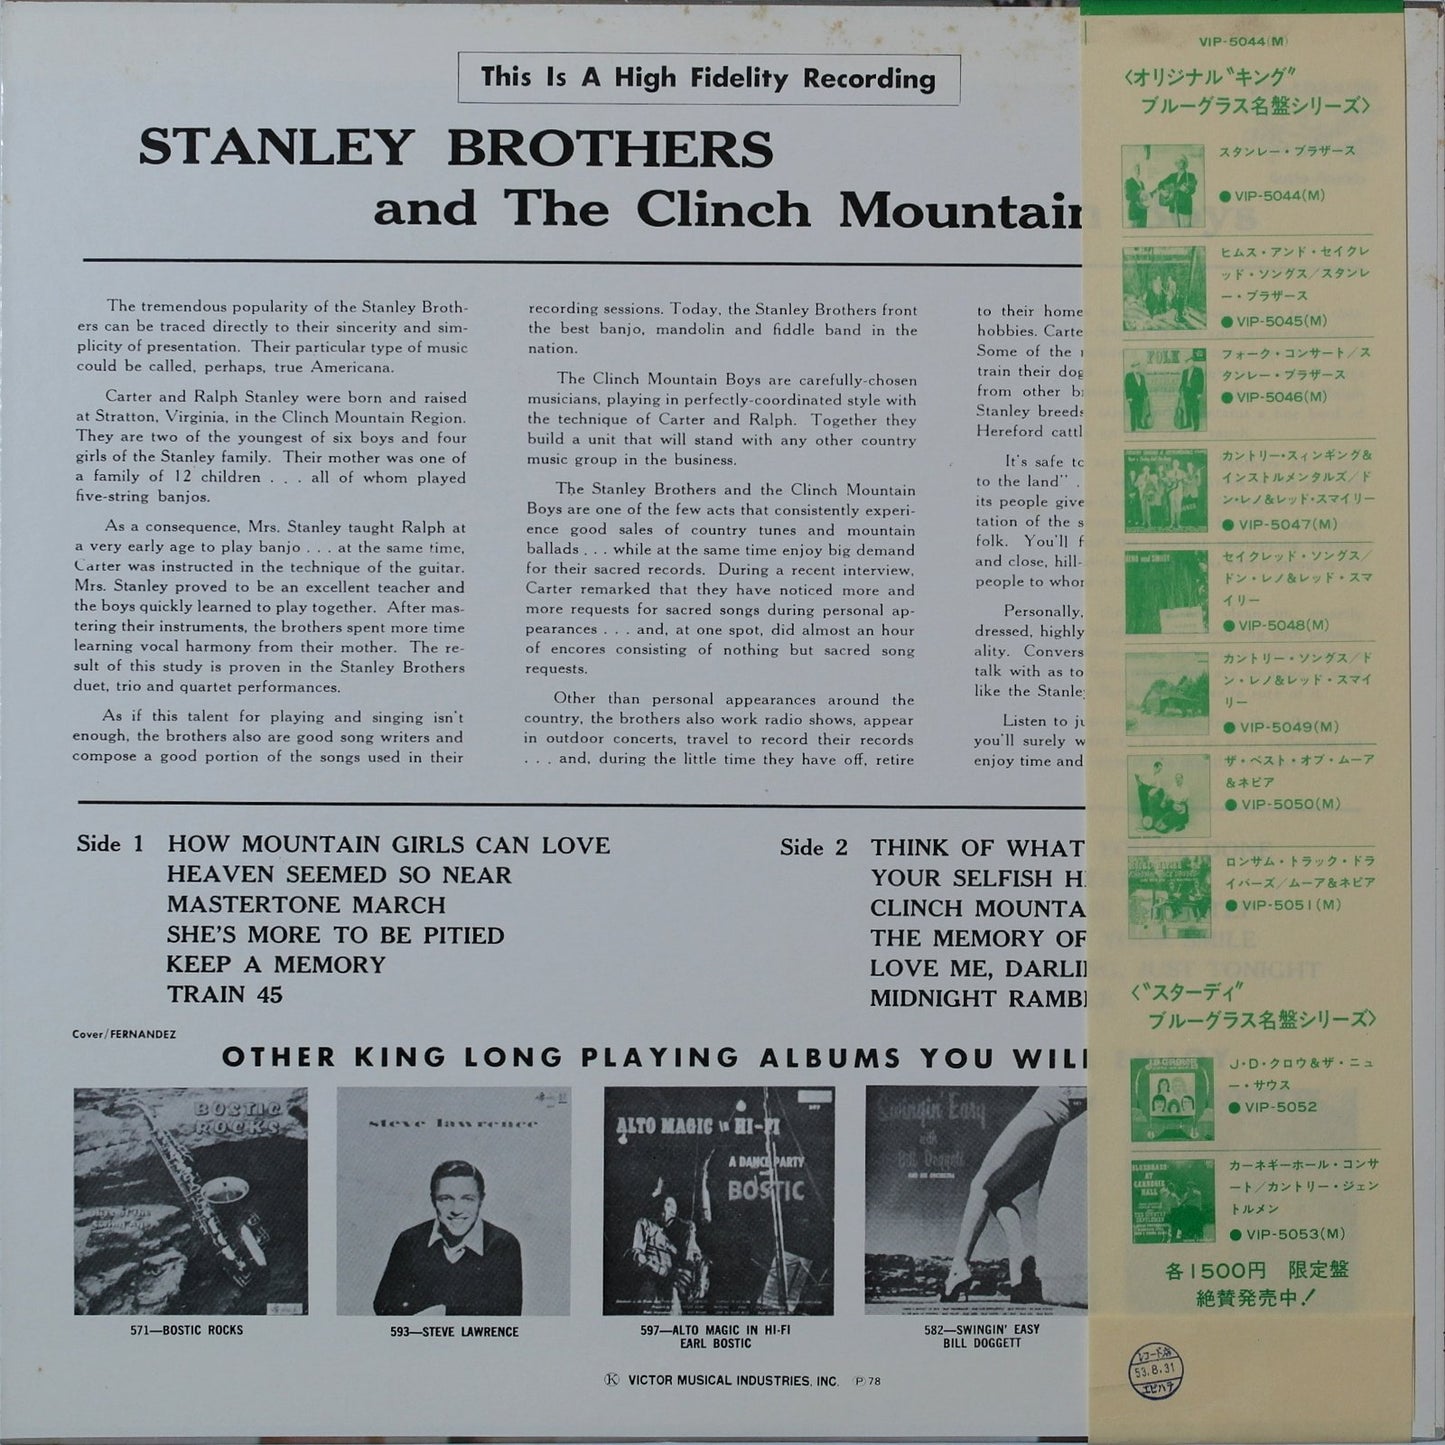 This Is A High Fidelity Recording
STANLEY BROTHERS
and The Clinch Mountain
The tremendous popularity of the Stanley Broth-
ers can be traced directly to their sincerity and sim-
plicity of presentation. Their particular type of music
could be called, perhaps, true Americana.
Carter and Ralph Stanley were born and raised
at Stratton, Virginia, in the Clinch Mountain Region.
They are two of the youngest of six boys and four
girls of the Stanley family. Their mother was one of
a family of 12 children . . . all of whom played
five-string banjos.
As a consequence, Mrs. Stanley taught Ralph at
a very early age to play banjo . . . at the same time,
Carter was instructed in the technique of the guitar.
Mrs. Stanley proved to be an excellent teacher and
the boys quickly learned to play together. After mas-
tering their instruments, the brothers spent more time
learning vocal harmony from their mother. The re-
sult of this study is proven in the Stanley Brothers
duet, trio and quartet performances.
As if this talent for playing and singing isn't
enough, the brothers also are good song writers and
compose a good portion of the songs used in their
recording sessions. Today, the Stanley Brothers front
the best banjo, mandolin and fiddle band in the
nation.
The Clinch Mountain Boys are carefully-chosen
musicians, playing in perfectly-coordinated style with
the technique of Carter and Ralph. Together they
build a unit that will stand with any other country
music group in the business.
The Stanley Brothers and the Clinch Mountain
Boys are one of the few acts that consistently experi-
ence good sales of country tunes and mountain
ballads . . . while at the same time enjoy big demand
for their sacred records. During a recent interview,
Carter remarked that they have noticed more and
more requests for sacred songs during personal ap-
pearances . . . and, at one spot, did almost an hour
of encores consisting of nothing but sacred song
requests.
Other than personal appearances around the
country, the brothers also work radio shows, appear
in outdoor concerts, travel to record their records
. . . and, during the little time they have off, retire
to their home
hobbies. Carte
Some of the
train their dog
from other b
Stanley breeds
Hereford cattl
It's safe to
to the land" .
its people give
tation of the s
folk. You'll f
and close, hill-
people to whor
Personally,
dressed, highly
ality. Convers
talk with as to
like the Stanle
Listen to ju
you'll surely w
enjoy time and
Side 1 HOW MOUNTAIN GIRLS CAN LOVE
HEAVEN SEEMED SO NEAR
MASTERTONE MARCH
SHE'S MORE TO BE PITIED
KEEP A MEMORY
TRAIN 45
Side 2 THINK OF WHAT
YOUR SELFISH H
CLINCH MOUNTA
THE MEMORY OF
LOVE ME, DARLING, JUST TONIGHT
MIDNIGHT RAMB
Cover/FERNANDEZ
OTHER KING LONG PLAYING ALBUMS YOU WILL
BOSTIC
ROCKS
steve lawrence
ALTO MAGIC in HI-FI
A DANCE PARTY
BOSTIC
Swingin' Easy
with
Bill Doggett
571—BOSTIC ROCKS
593—STEVE LAWRENCE
597—ALTO MAGIC IN HI-FI
EARL BOSTIC
582—SWINGIN' EASY
BILL DOGGETT
Ⓚ VICTOR MUSICAL INDUSTRIES, INC. Ⓟ78
VIP-5044(M)
〈オリジナル“キング”
ブルーグラス名盤シリーズ〉
スタンレー・ブラザース
●VIP-5044(M)
ヒムス・アンド・セイクレ
ッド・ソングス/スタンレ
ー・ブラザース
●VIP-5045(M)
FOLK
フォーク・コンサート/ス
タンレー・ブラザース
●VIP-5046(M)
カントリー・スィンギング&
インストルメンタルズ/ド
ン・レノ&レッド・スマイリー
●VIP-5047(M)
セイクレッド・ソングス/
ドン・レノ&レッド・スマ
イリー
●VIP-5048(M)
カントリー・ソングス/ド
ン・レノ&レッド・スマイ
リー
●VIP-5049(M)
ザ・ベスト・オブ・ムーア
&ネピア
●VIP-5050(M)
ロンサム・トラック・ドラ
イバーズ/ムーア&ネピア
●VIP-5051(M)
〈“スターデイ”
ブルーグラス名盤シリーズ〉
J・D・クロウ&ザ・ニュ
ー・サウス
●VIP-5052
BLUEGRASS
AT
CARNEGIE
HALL
カーネギーホール・コンサ
ート/カントリー・ジェン
トルメン
●VIP-5053(M)
各1500円 限定盤
絶賛発売中!
53.8.31
エビハラ